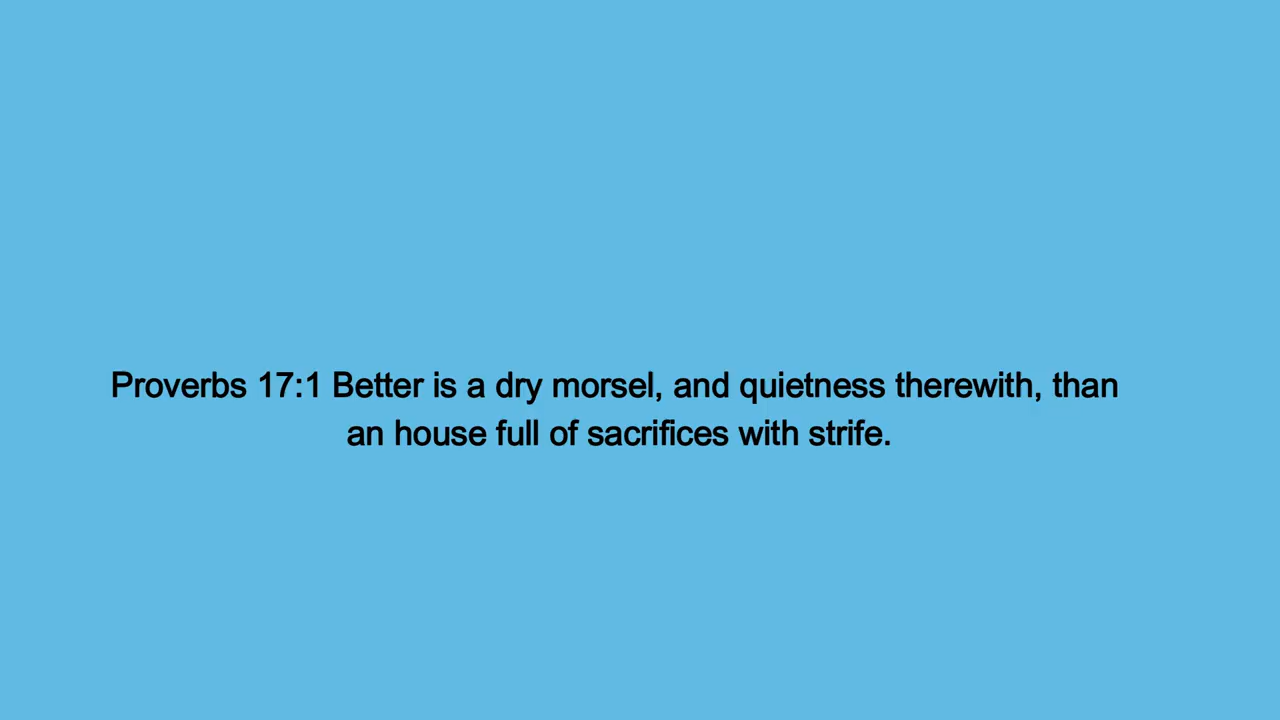 Proverbs 17:1 Better is a dry morsel, and quietness therewith, than
an house full of sacrifices with strife.